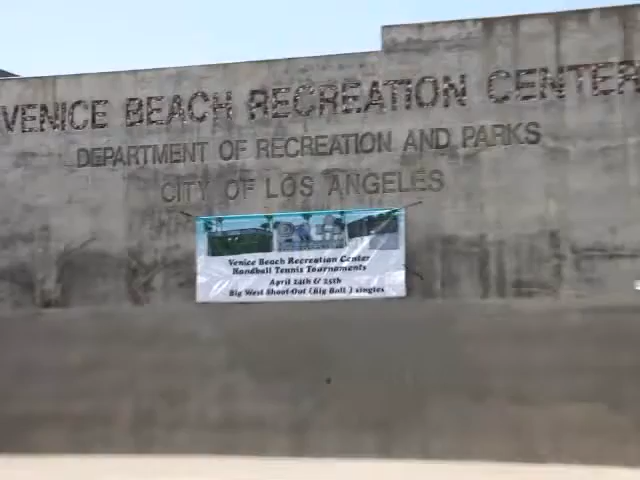 VENICE BEACH RECREATION CENTER
DEPARTMENT OF RECREATION AND PARKS
CITY OF LOS ANGELES
Venice Beach Recreation Center
Handball Tennis Tournaments
April 24th & 25th
Big West Shoot-Out (Big Ball) singles